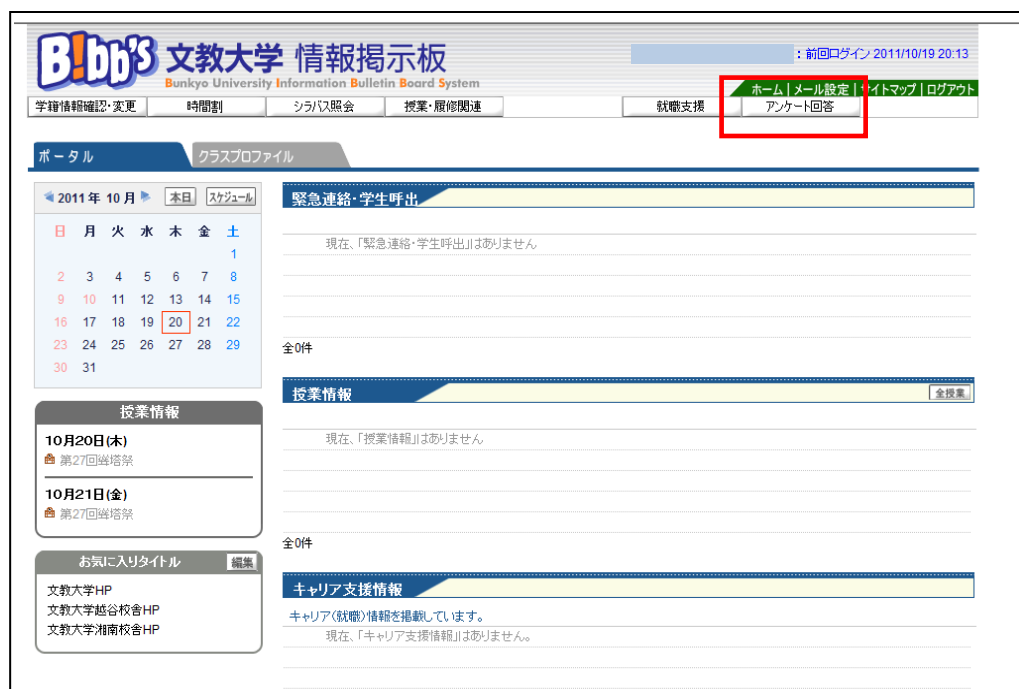 B!bb's 文教大学 情報掲示板
Bunkyo University Information Bulletin Board System
：前回ログイン 2011/10/19 20:13
ホーム | メール設定 | サイトマップ | ログアウト
学籍情報確認・変更 時間割 シラバス照会 授業・履修関連 就職支援 アンケート回答
ポータル クラスプロファイル
2011年 10月 本日 スケジュール
日 月 火 水 木 金 土
1
2 3 4 5 6 7 8
9 10 11 12 13 14 15
16 17 18 19 20 21 22
23 24 25 26 27 28 29
30 31
授業情報
10月20日(木)
第27回聳塔祭
10月21日(金)
第27回聳塔祭
お気に入りタイトル 編集
文教大学HP
文教大学越谷校舎HP
文教大学湘南校舎HP
緊急連絡・学生呼出
現在、「緊急連絡・学生呼出」はありません
全0件
授業情報 全授業
現在、「授業情報」はありません
全0件
キャリア支援情報
キャリア(就職)情報を掲載しています。
現在、「キャリア支援情報」はありません。